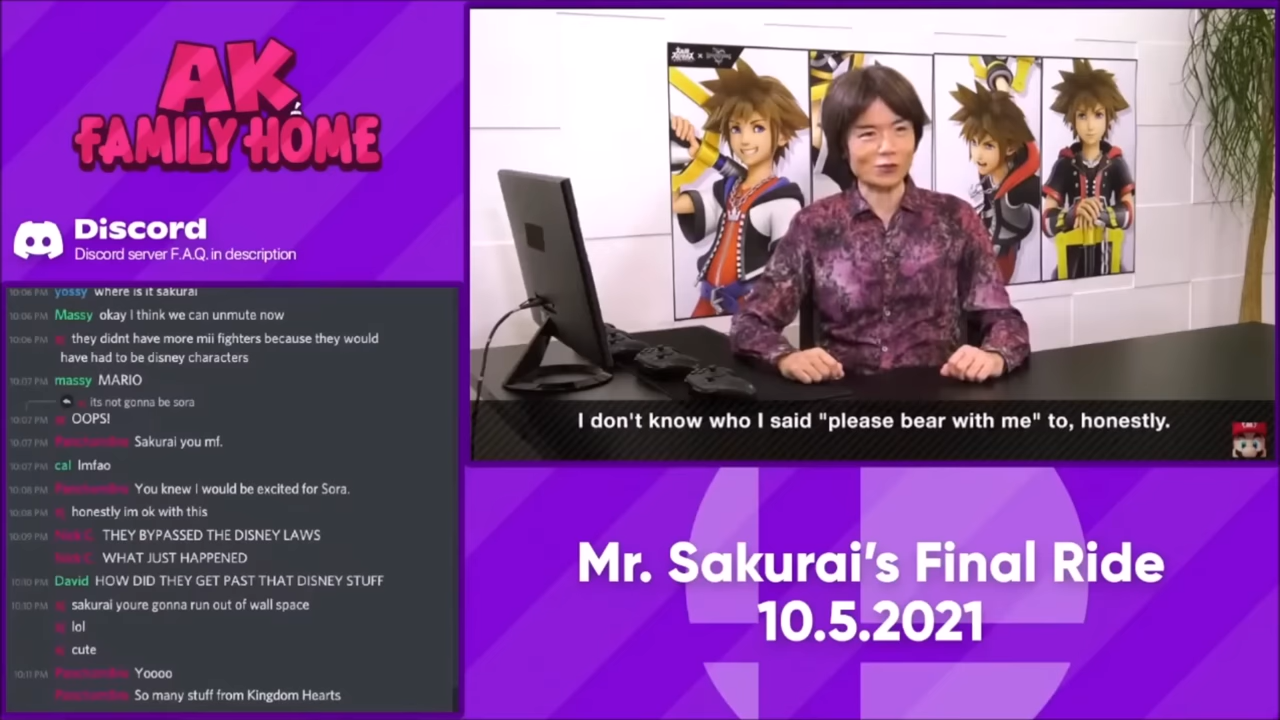 AK
FAMILY HOME
Discord
Discord server F.A.Q. in description
10:06 PM yossy where is it sakurai
10:06 PM Massy okay I think we can unmute now
10:06 PM they didnt have more mii fighters because they would
have had to be disney characters
10:07 PM massy MARIO
its not gonna be sora
10:07 PM OOPS!
10:07 PM Sakurai you mf.
cal lmfao
10:08 PM You knew I would be excited for Sora.
10:08 PM honestly im ok with this
10:09 PM THEY BYPASSED THE DISNEY LAWS
WHAT JUST HAPPENED
10:10 PM David HOW DID THEY GET PAST THAT DISNEY STUFF
10:10 PM sakurai youre gonna run out of wall space
lol
cute
10:11 PM Yoooo
So many stuff from Kingdom Hearts
I don't know who I said "please bear with me" to, honestly.
Mr. Sakurai's Final Ride
10.5.2021